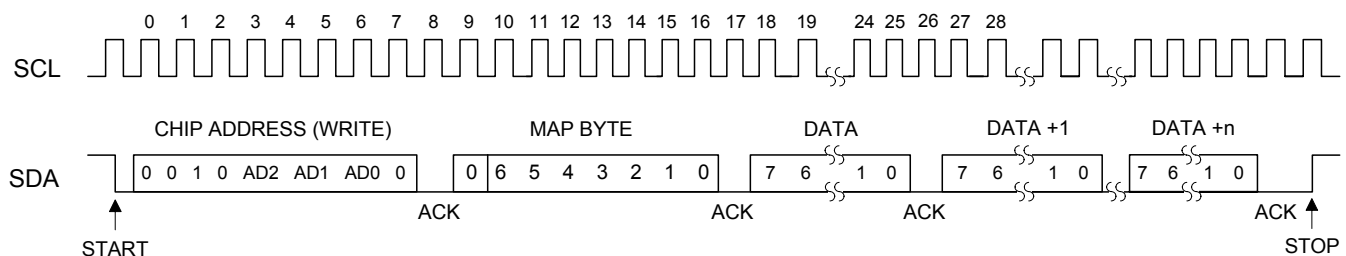 0 1 2 3 4 5 6 7 8 9 10 11 12 13 14 15 16 17 18 19 24 25 26 27 28
SCL
CHIP ADDRESS (WRITE) MAP BYTE DATA DATA +1 DATA +n
SDA
0 0 1 0 AD2 AD1 AD0 0 0 6 5 4 3 2 1 0 7 6 1 0 7 6 1 0 7 6 1 0
ACK ACK ACK ACK
START STOP